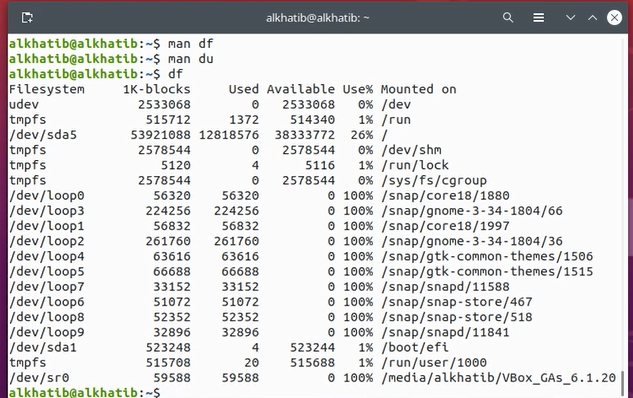 alkhatib@alkhatib: ~
alkhatib@alkhatib:~$ man df
alkhatib@alkhatib:~$ man du
alkhatib@alkhatib:~$ df
Filesystem     1K-blocks     Used Available Use% Mounted on
udev             2533068        0   2533068   0% /dev
tmpfs             515712     1372    514340   1% /run
/dev/sda5       53921088 12818576  38333772  26% /
tmpfs            2578544        0   2578544   0% /dev/shm
tmpfs               5120        4      5116   1% /run/lock
tmpfs            2578544        0   2578544   0% /sys/fs/cgroup
/dev/loop0         56320    56320         0 100% /snap/core18/1880
/dev/loop3        224256   224256         0 100% /snap/gnome-3-34-1804/66
/dev/loop1         56832    56832         0 100% /snap/core18/1997
/dev/loop2        261760   261760         0 100% /snap/gnome-3-34-1804/36
/dev/loop4         63616    63616         0 100% /snap/gtk-common-themes/1506
/dev/loop5         66688    66688         0 100% /snap/gtk-common-themes/1515
/dev/loop7         33152    33152         0 100% /snap/snapd/11588
/dev/loop6         51072    51072         0 100% /snap/snap-store/467
/dev/loop8         52352    52352         0 100% /snap/snap-store/518
/dev/loop9         32896    32896         0 100% /snap/snapd/11841
/dev/sda1         523248        4    523244   1% /boot/efi
tmpfs             515708       20    515688   1% /run/user/1000
/dev/sr0           59588    59588         0 100% /media/alkhatib/VBox_GAs_6.1.20
alkhatib@alkhatib:~$